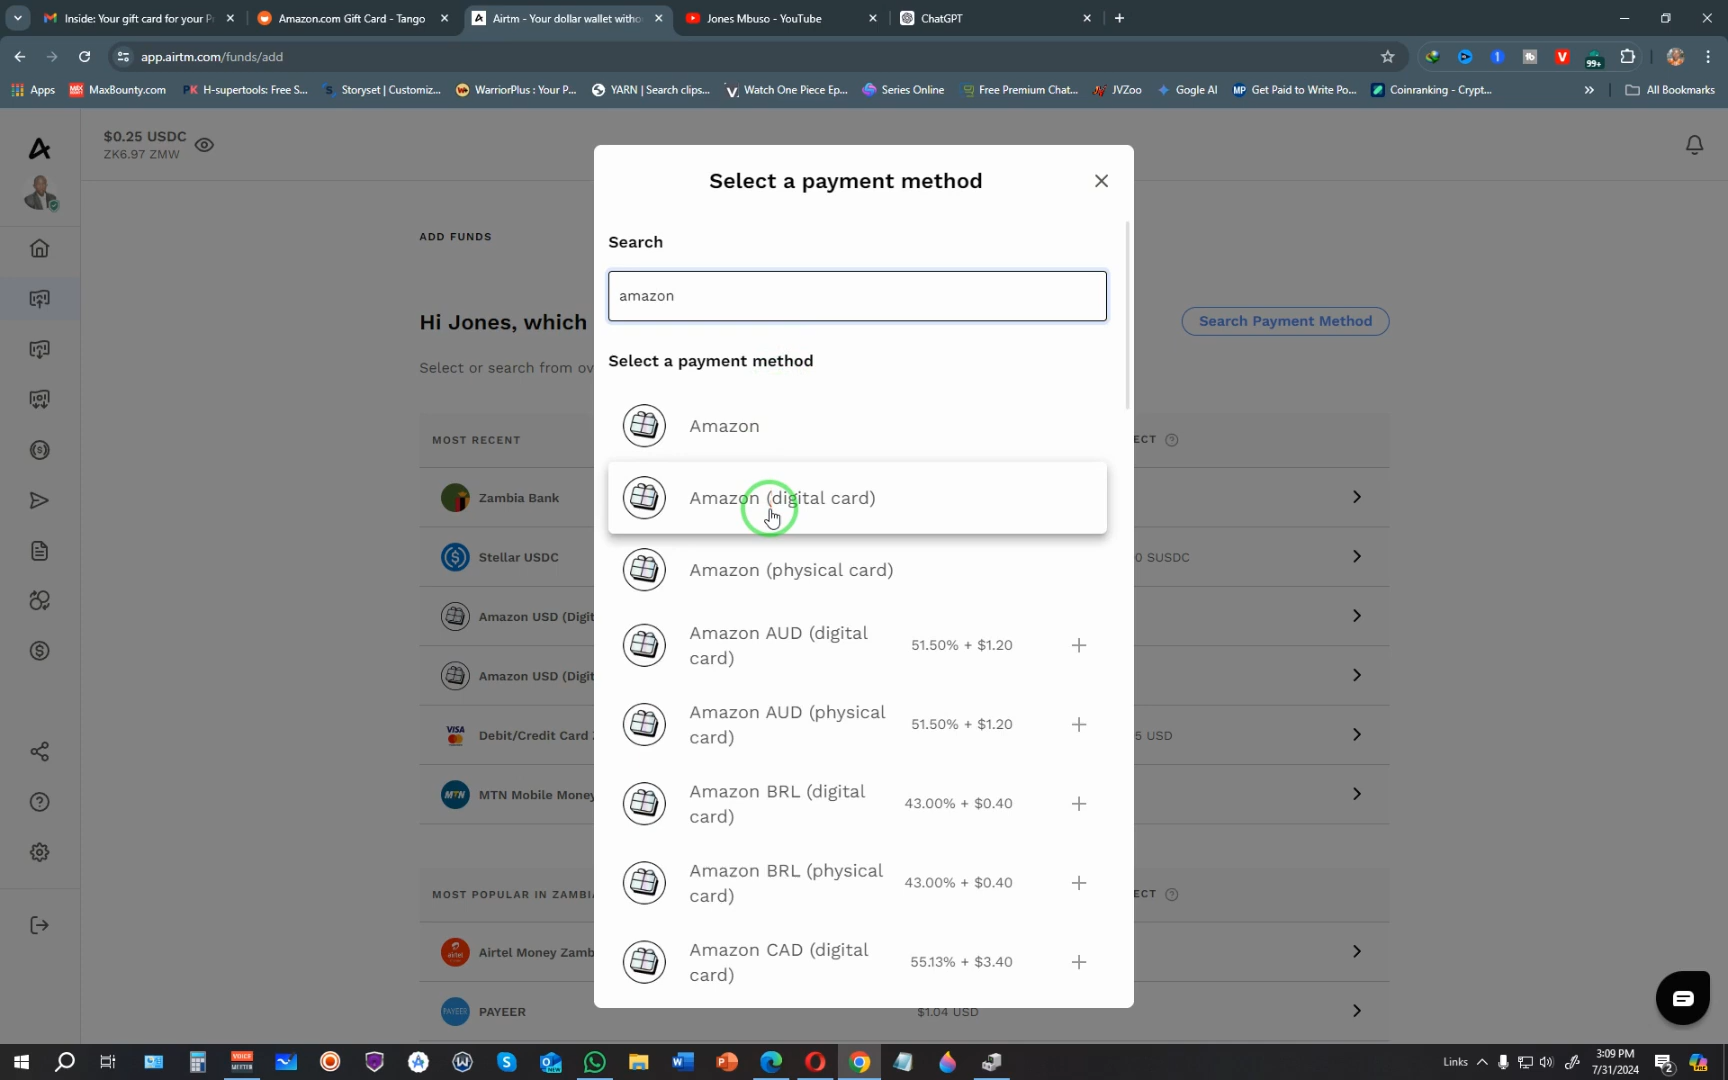 Inside: Your gift card for your P
Amazon.com Gift Card - Tango
Airtm - Your dollar wallet witho
Jones Mbuso - YouTube
ChatGPT
app.airtm.com/funds/add
99+
Apps
MaxBounty.com
H-supertools: Free S...
Storyset | Customiz...
WarriorPlus : Your P...
YARN | Search clips...
Watch One Piece Ep...
Series Online
Free Premium Chat...
JVZoo
Gogle AI
Get Paid to Write Po...
Coinranking - Crypt...
All Bookmarks
$0.25 USDC
ZK6.97 ZMW
Select a payment method
Search
amazon
Select a payment method
Amazon
Amazon (digital card)
Amazon (physical card)
Amazon AUD (digital
card)
51.50% + $1.20
Amazon AUD (physical
card)
51.50% + $1.20
Amazon BRL (digital
card)
43.00% + $0.40
Amazon BRL (physical
card)
43.00% + $0.40
Amazon CAD (digital
card)
55.13% + $3.40
ADD FUNDS
Hi Jones, which
Search Payment Method
Select or search from ov
MOST RECENT
ECT
Zambia Bank
Stellar USDC
0 SUSDC
Amazon USD (Digit
Amazon USD (Digit
VISA
Debit/Credit Card
5 USD
MTN
MTN Mobile Money
MOST POPULAR IN ZAMBI
ECT
Airtel Money Zamb
PAYEER
PAYEER
$1.04 USD
Links
3:09 PM
7/31/2024
2